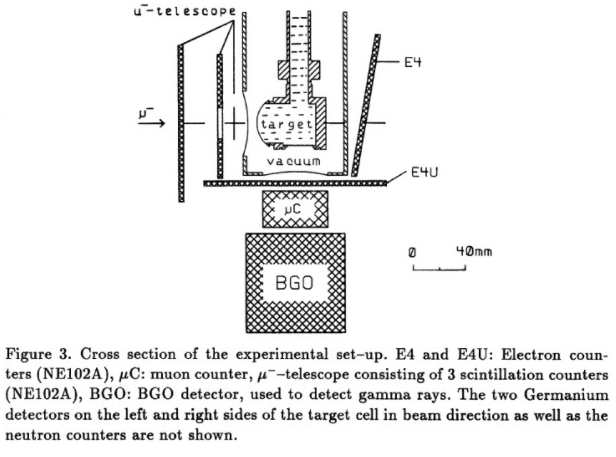 μ⁻-telescope
E4
μ⁻
target
vacuum
E4U
μC
0 40mm
BGO
Figure 3. Cross section of the experimental set-up. E4 and E4U: Electron coun-
ters (NE102A), μC: muon counter, μ⁻-telescope consisting of 3 scintillation counters
(NE102A), BGO: BGO detector, used to detect gamma rays. The two Germanium
detectors on the left and right sides of the target cell in beam direction as well as the
neutron counters are not shown.